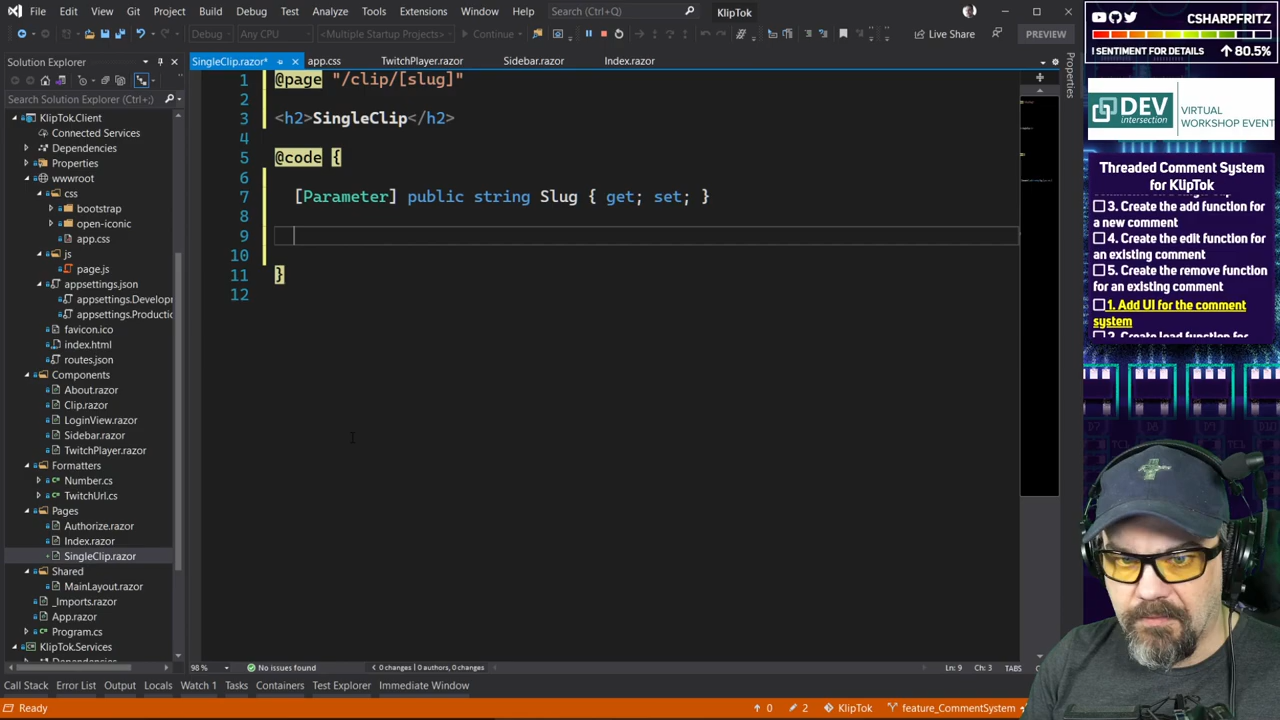 File Edit View Git Project Build Debug Test Analyze Tools Extensions Window Help Search (Ctrl+Q) KlipTok
Debug Any CPU <Multiple Startup Projects> Continue Live Share PREVIEW
Solution Explorer
Search Solution Explorer (Ctrl+;)
KlipTok.Client
Connected Services
Dependencies
Properties
wwwroot
css
bootstrap
open-iconic
app.css
js
page.js
appsettings.json
appsettings.Develop
appsettings.Productic
favicon.ico
index.html
routes.json
Components
About.razor
Clip.razor
LoginView.razor
Sidebar.razor
TwitchPlayer.razor
Formatters
Number.cs
TwitchUrl.cs
Pages
Authorize.razor
Index.razor
SingleClip.razor
Shared
MainLayout.razor
_Imports.razor
App.razor
Program.cs
KlipTok.Services
Dependencies
SingleClip.razor* app.css TwitchPlayer.razor Sidebar.razor Index.razor
1 @page "/clip/[slug]"
2
3 <h2>SingleClip</h2>
4
5 @code {
6
7 [Parameter] public string Slug { get; set; }
8
9
10
11 }
12
Properties
98 % No issues found 0 changes | 0 authors, 0 changes Ln: 9 Ch: 3 TABS
Call Stack Error List Output Locals Watch 1 Tasks Containers Test Explorer Immediate Window
Ready 0 2 KlipTok feature_CommentSystem
CSHARPFRITZ
! SENTIMENT FOR DETAILS 80.5%
DEV intersection
VIRTUAL
WORKSHOP EVENT
Threaded Comment System
for KlipTok
3. Create the add function for
a new comment
4. Create the edit function for
an existing comment
5. Create the remove function
for an existing comment
1. Add UI for the comment
system
2. Create load function for
D7 D8 D9 D10